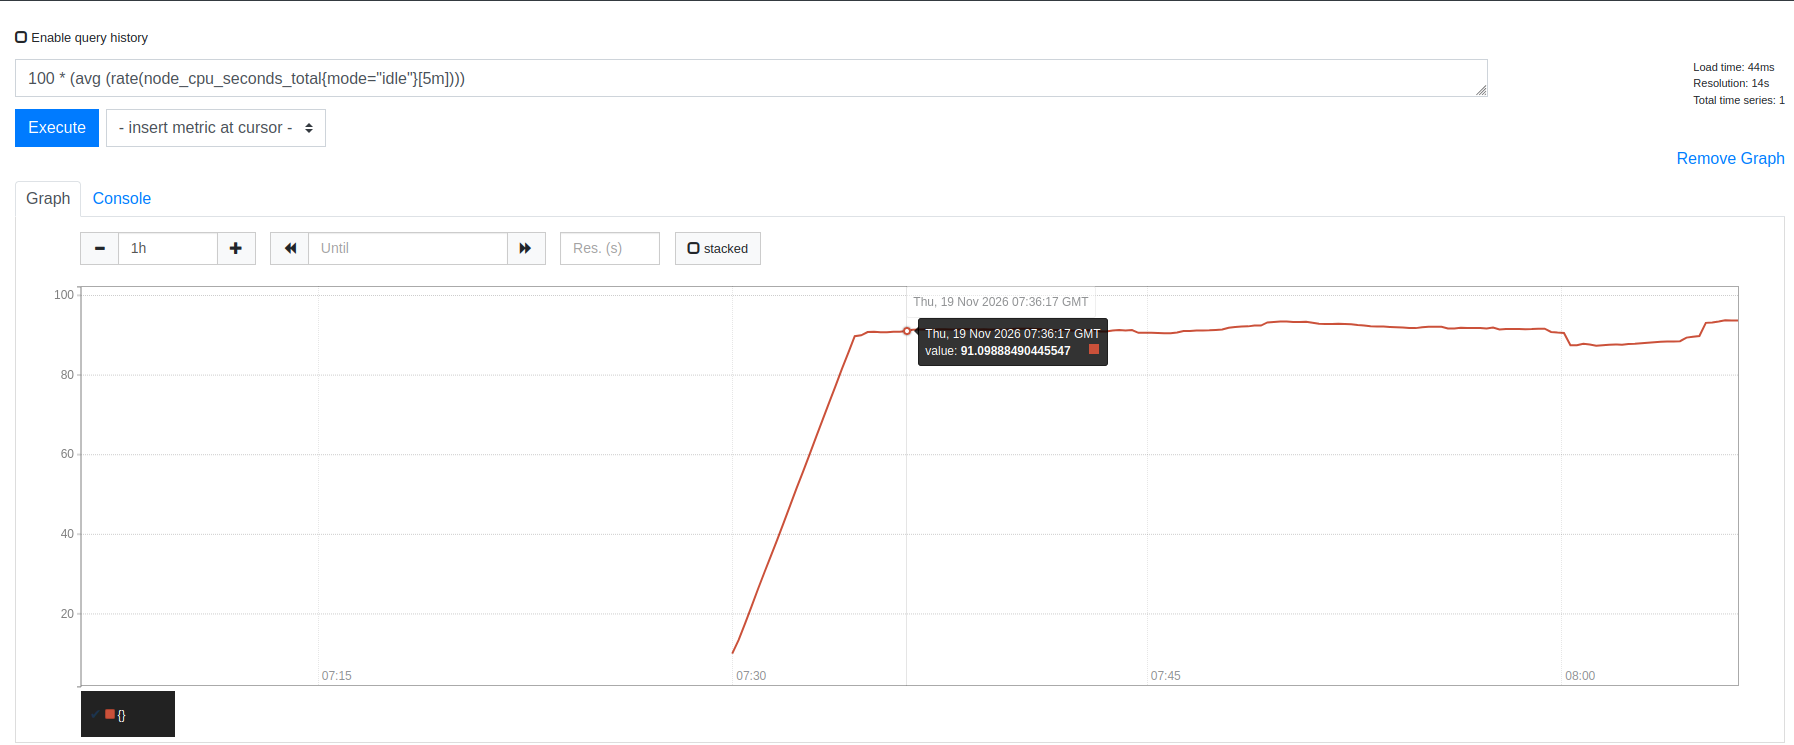 Enable query history
100 * (avg (rate(node_cpu_seconds_total{mode="idle"}[5m])))
Load time: 44ms
Resolution: 14s
Total time series: 1
Execute
- insert metric at cursor -
Remove Graph
Graph Console
1h Until Res. (s) stacked
100
Thu, 19 Nov 2026 07:36:17 GMT
Thu, 19 Nov 2026 07:36:17 GMT
value: 91.09888490445547
80
60
40
20
07:15 07:30 07:45 08:00
✔ {}